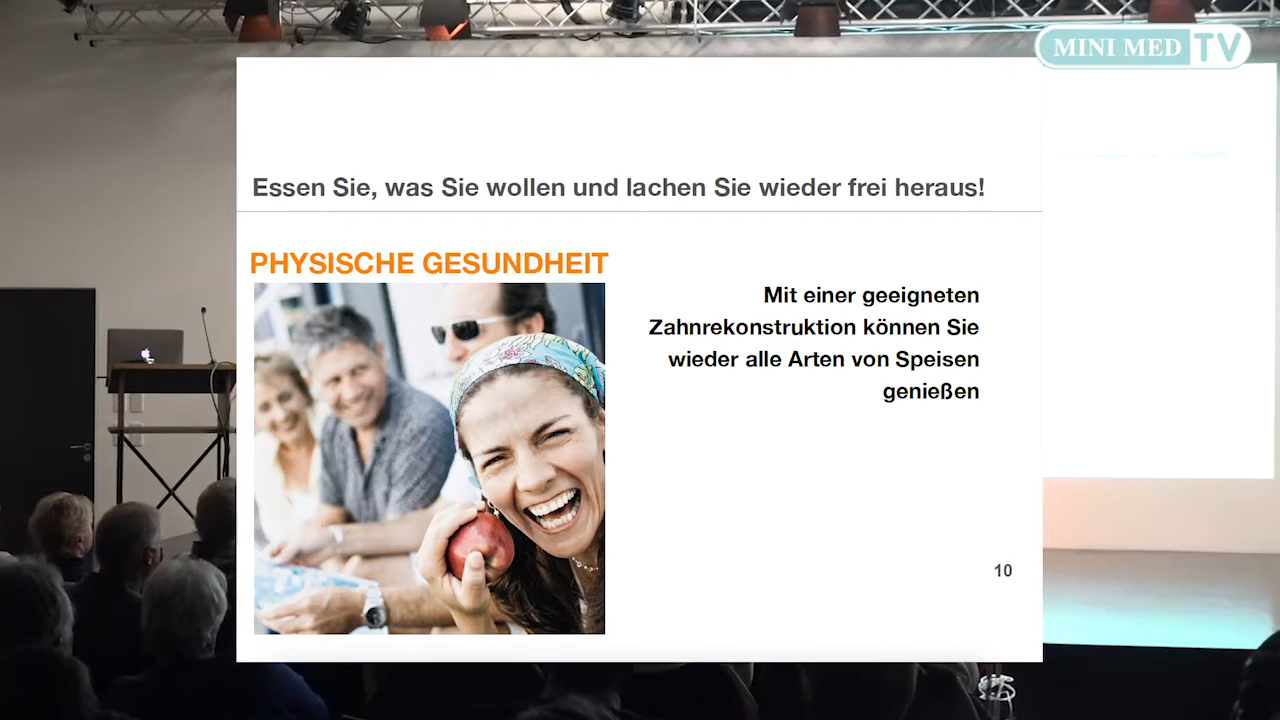 MINI MED TV
Essen Sie, was Sie wollen und lachen Sie wieder frei heraus!
PHYSISCHE GESUNDHEIT
Mit einer geeigneten
Zahnrekonstruktion können Sie
wieder alle Arten von Speisen
genießen
10